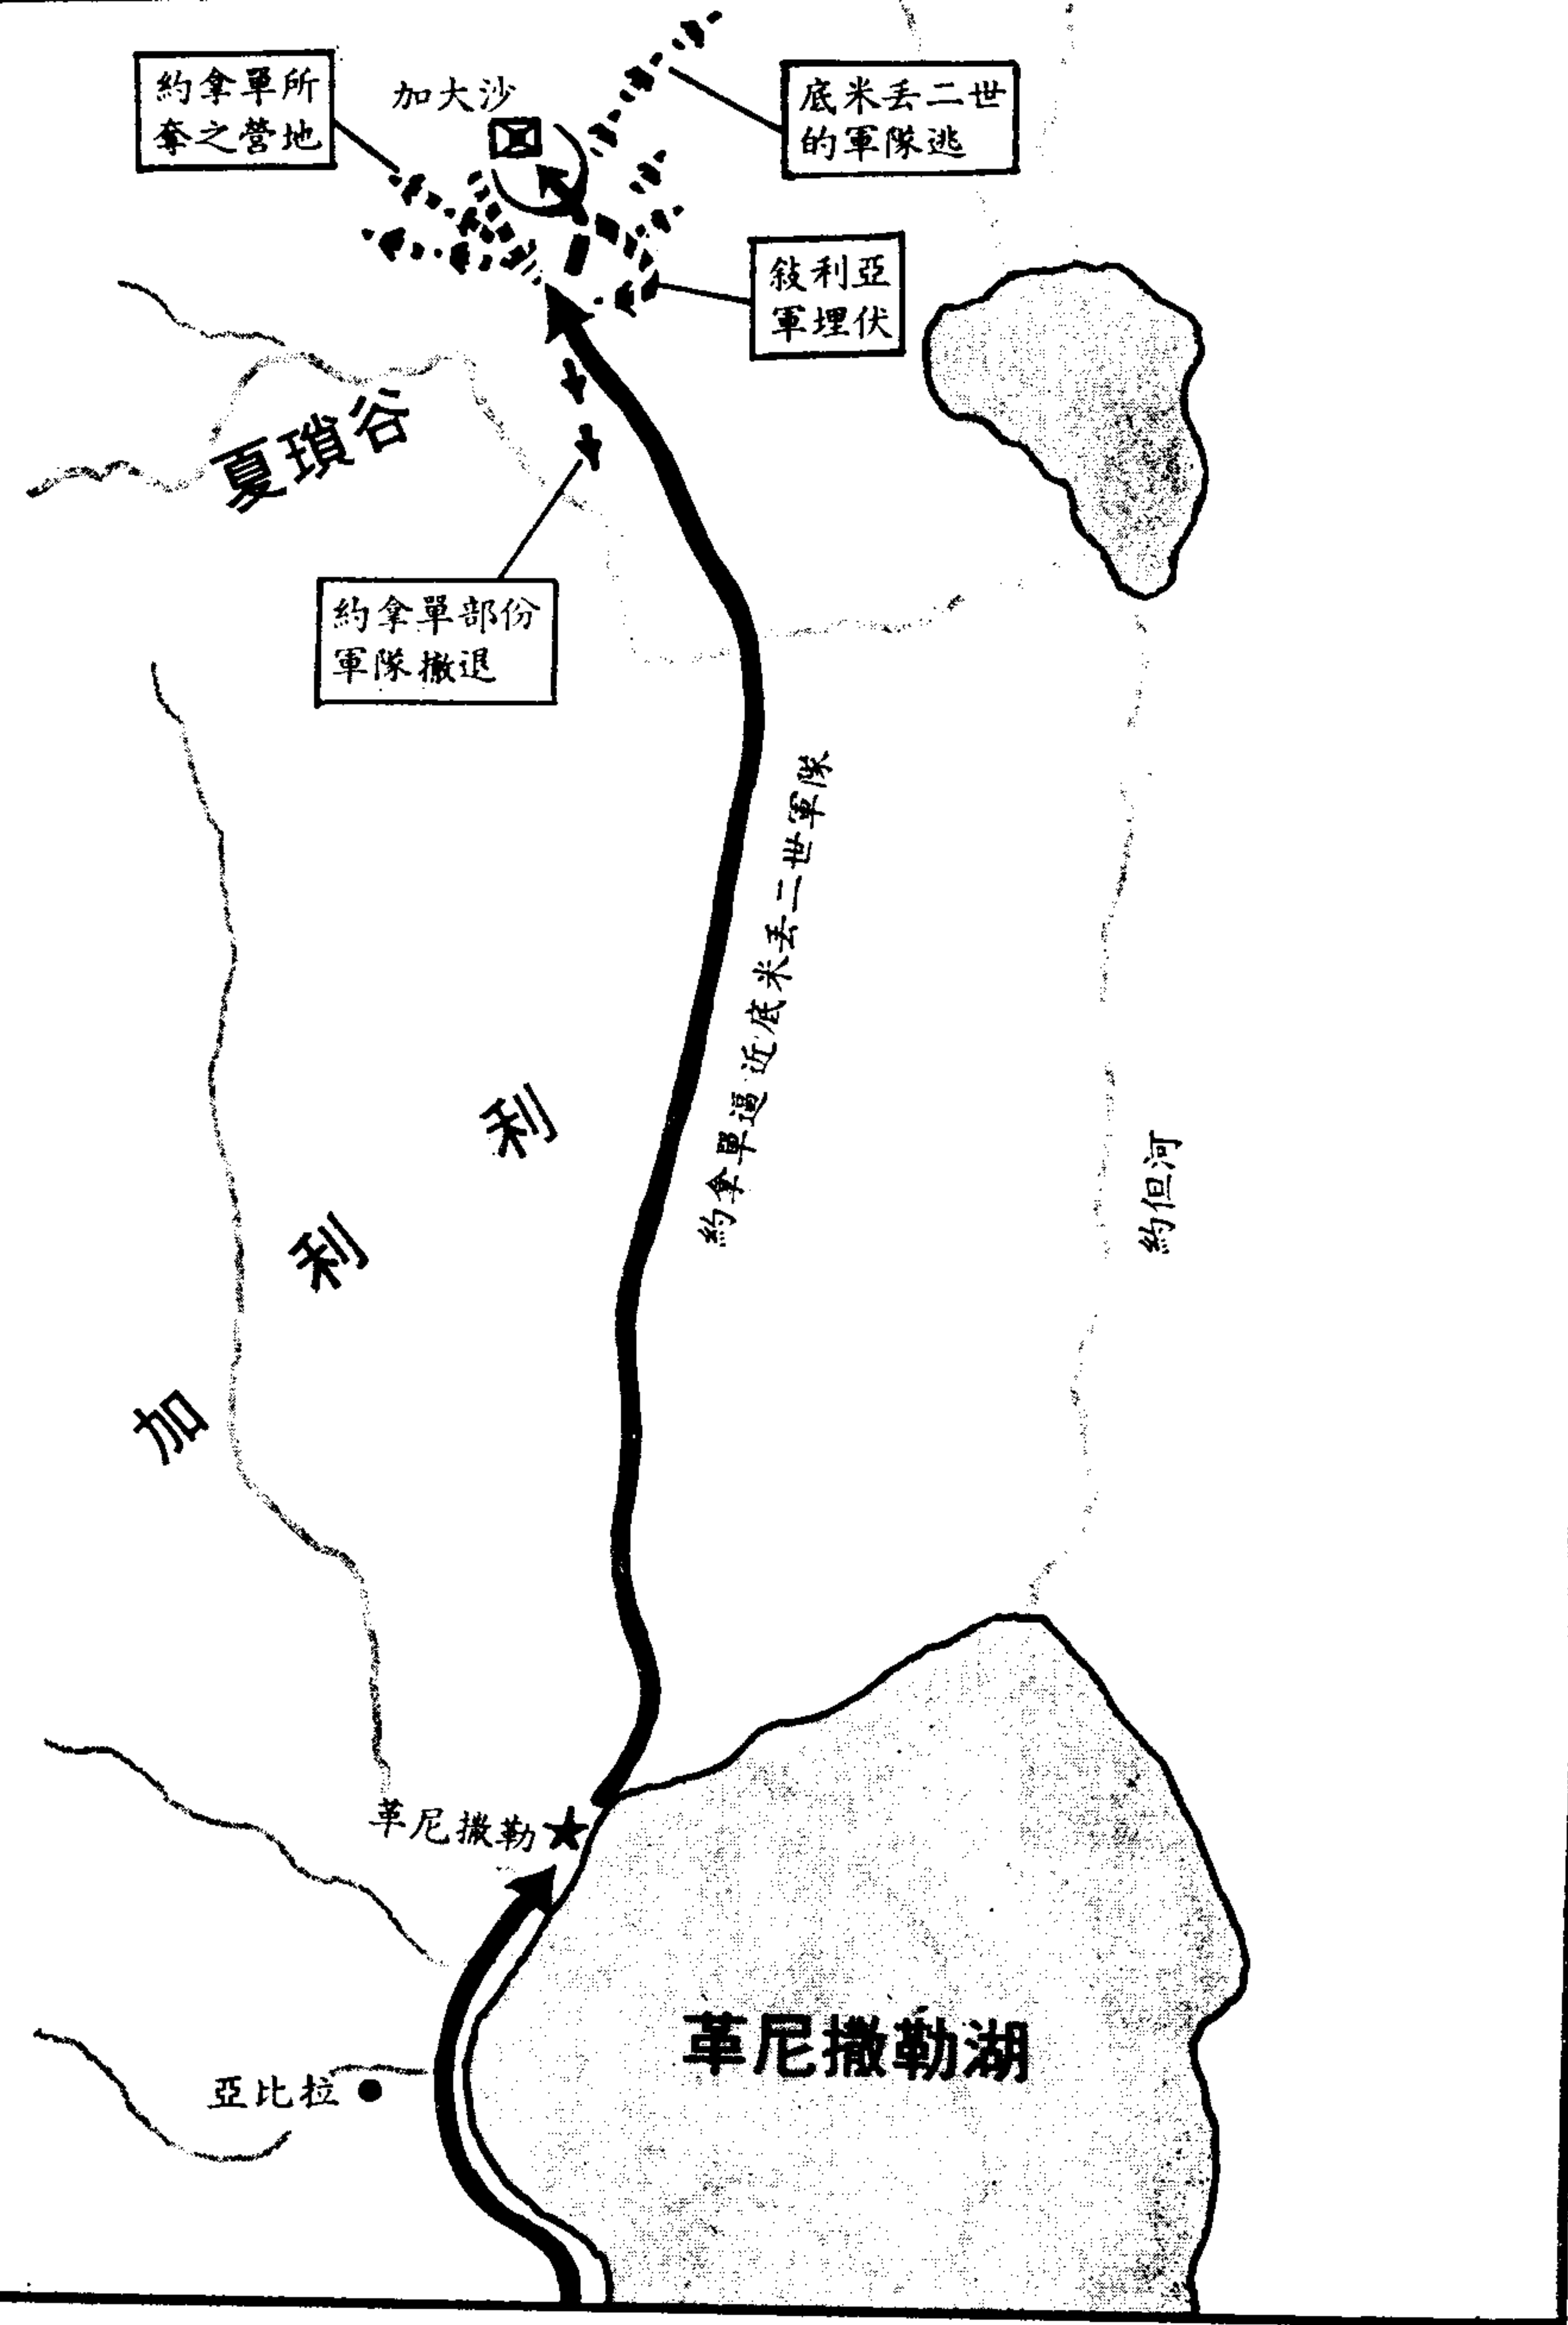 約拿單所
奪之營地
加大沙
底米丟二世
的軍隊逃
敍利亞
軍埋伏
夏瑣谷
約拿單部份
軍隊撤退
約拿單逼近底米丟二世軍隊
約但河
加利利
革尼撒勒
革尼撒勒湖
亞比拉